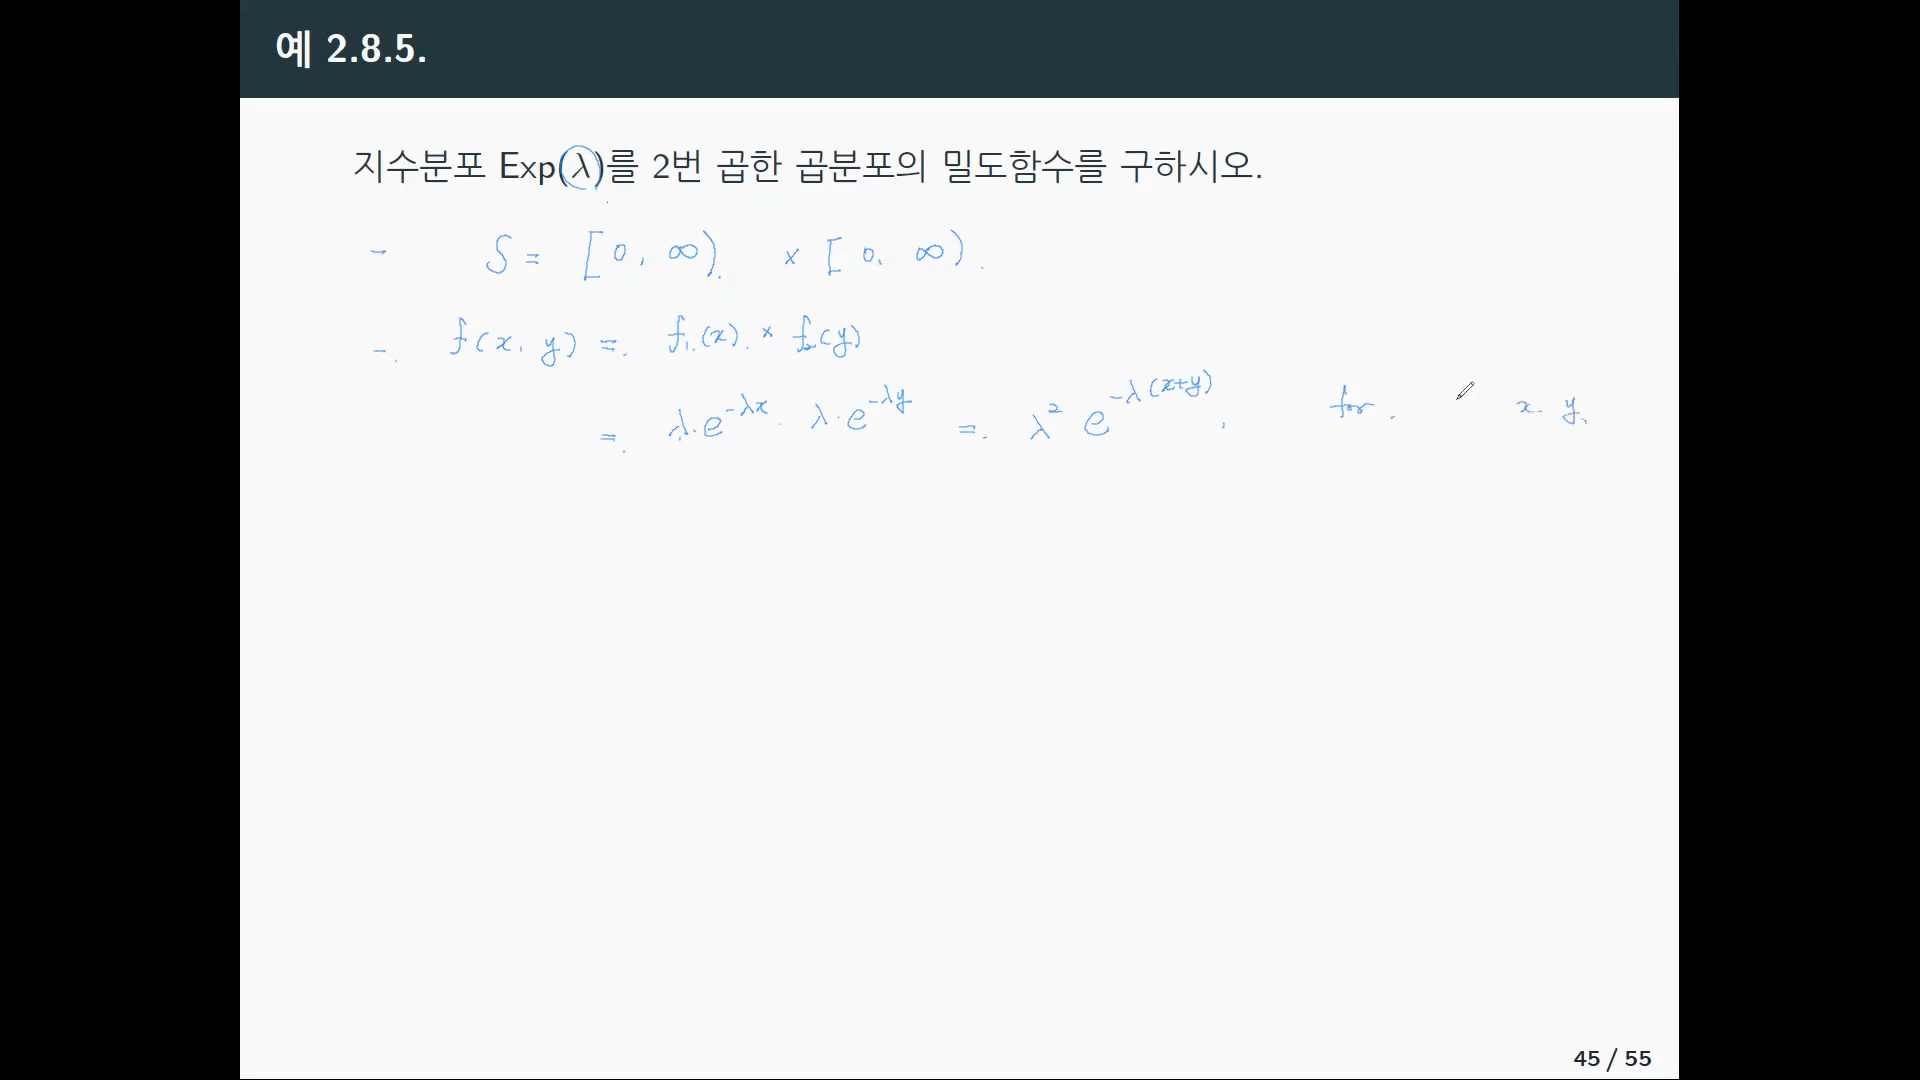 예 2.8.5.
지수분포 Exp(λ)를 2번 곱한 곱분포의 밀도함수를 구하시오.
- S = [0, ∞) × [0, ∞).
- f(x, y) = f₁(x) × f₂(y)
= λ·e^{-λx} · λ·e^{-λy} = λ² e^{-λ(x+y)}, for x. y.
45 / 55